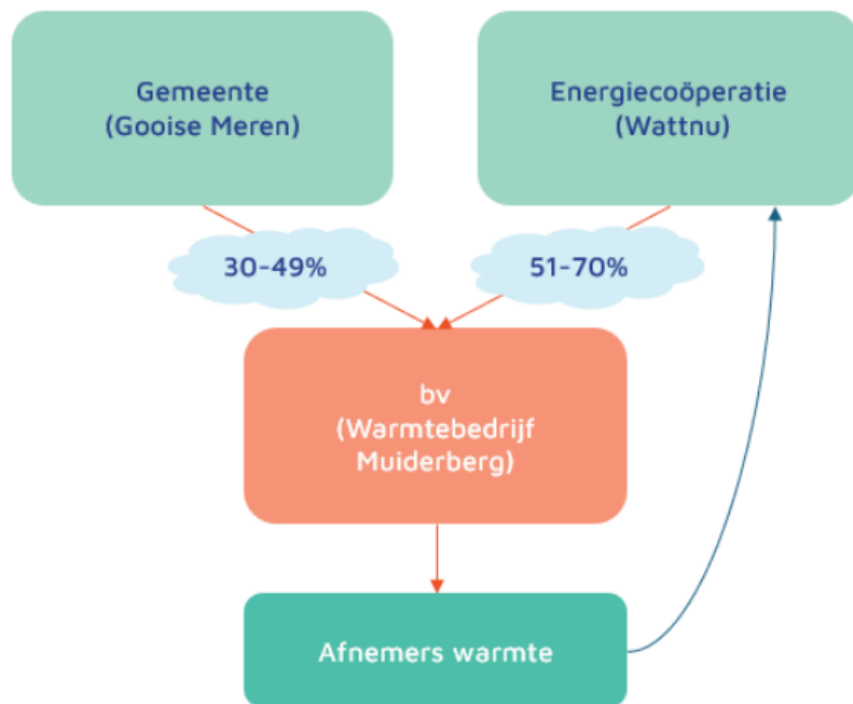 Gemeente
(Gooise Meren)
Energiecoöperatie
(Wattnu)
30-49%
51-70%
bv
(Warmtebedrijf
Muiderberg)
Afnemers warmte